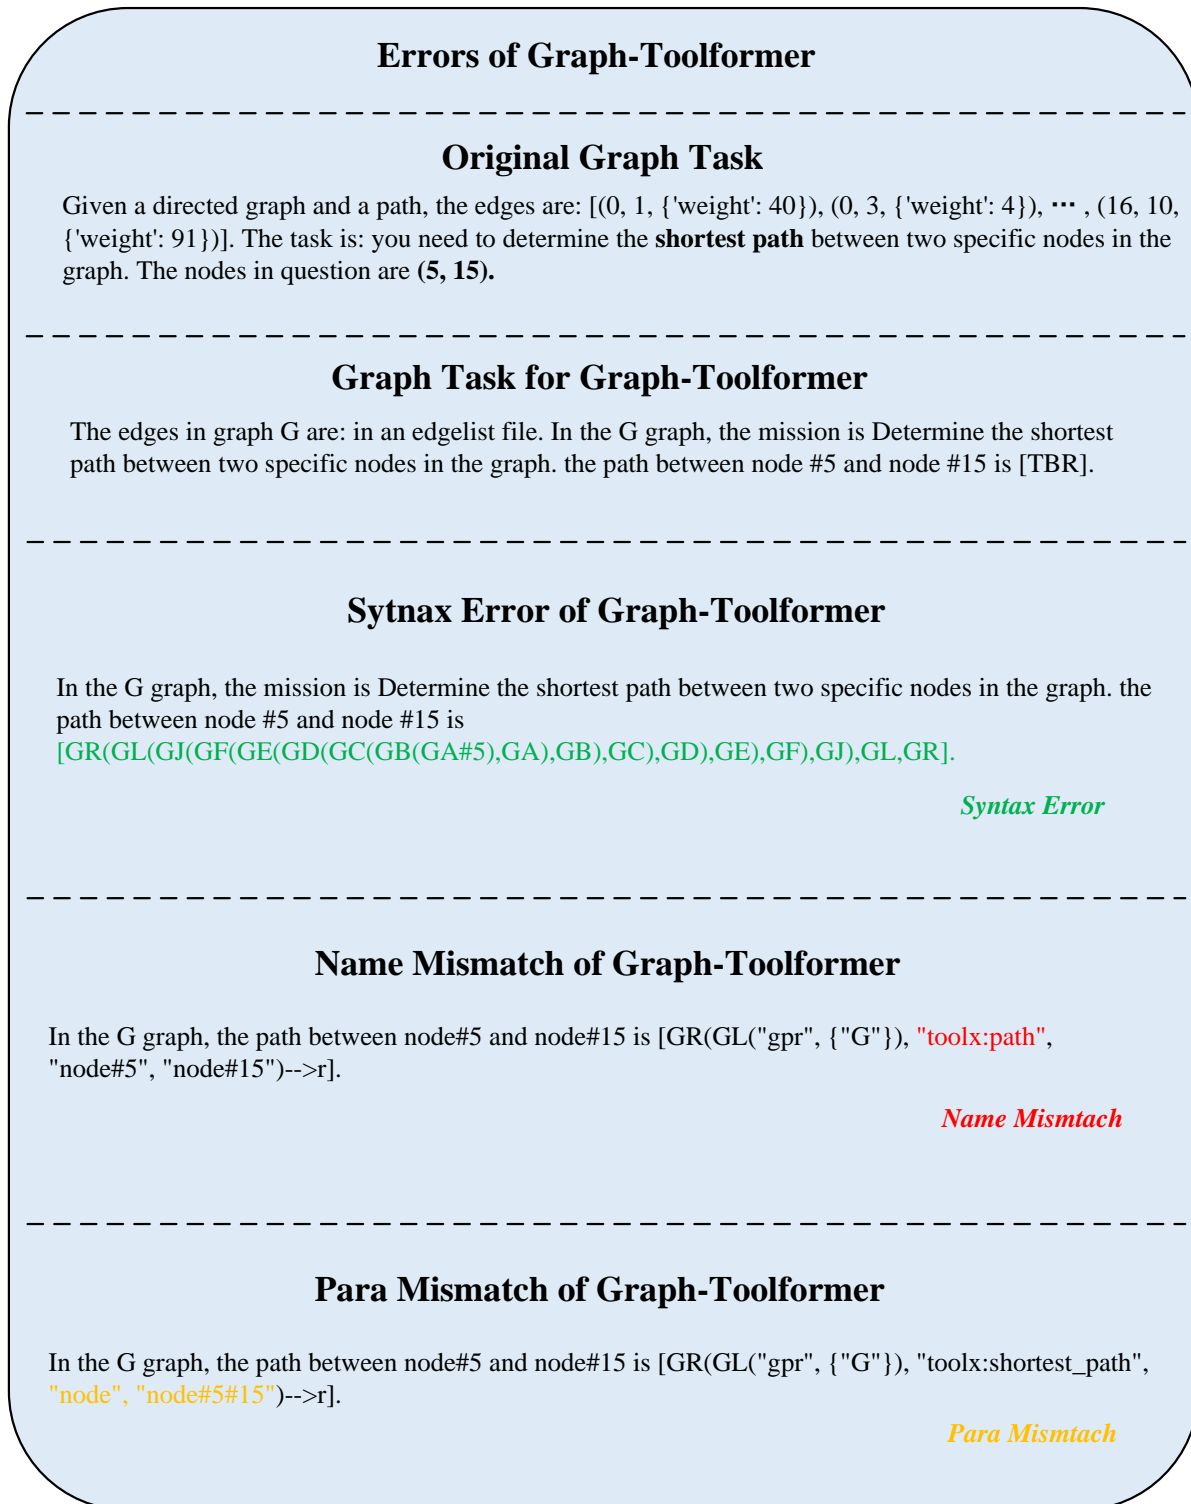 Errors of Graph-Toolformer
Original Graph Task
Given a directed graph and a path, the edges are: [(0, 1, {'weight': 40}), (0, 3, {'weight': 4}), ··· , (16, 10,
{'weight': 91})]. The task is: you need to determine the shortest path between two specific nodes in the
graph. The nodes in question are (5, 15).
Graph Task for Graph-Toolformer
The edges in graph G are: in an edgelist file. In the G graph, the mission is Determine the shortest
path between two specific nodes in the graph. the path between node #5 and node #15 is [TBR].
Sytnax Error of Graph-Toolformer
In the G graph, the mission is Determine the shortest path between two specific nodes in the graph. the
path between node #5 and node #15 is
[GR(GL(GJ(GF(GE(GD(GC(GB(GA#5),GA),GB),GC),GD),GE),GF),GJ),GL,GR].
Syntax Error
Name Mismatch of Graph-Toolformer
In the G graph, the path between node#5 and node#15 is [GR(GL("gpr", {"G"}), "toolx:path",
"node#5", "node#15")-->r].
Name Mismtach
Para Mismatch of Graph-Toolformer
In the G graph, the path between node#5 and node#15 is [GR(GL("gpr", {"G"}), "toolx:shortest_path",
"node", "node#5#15")-->r].
Para Mismtach